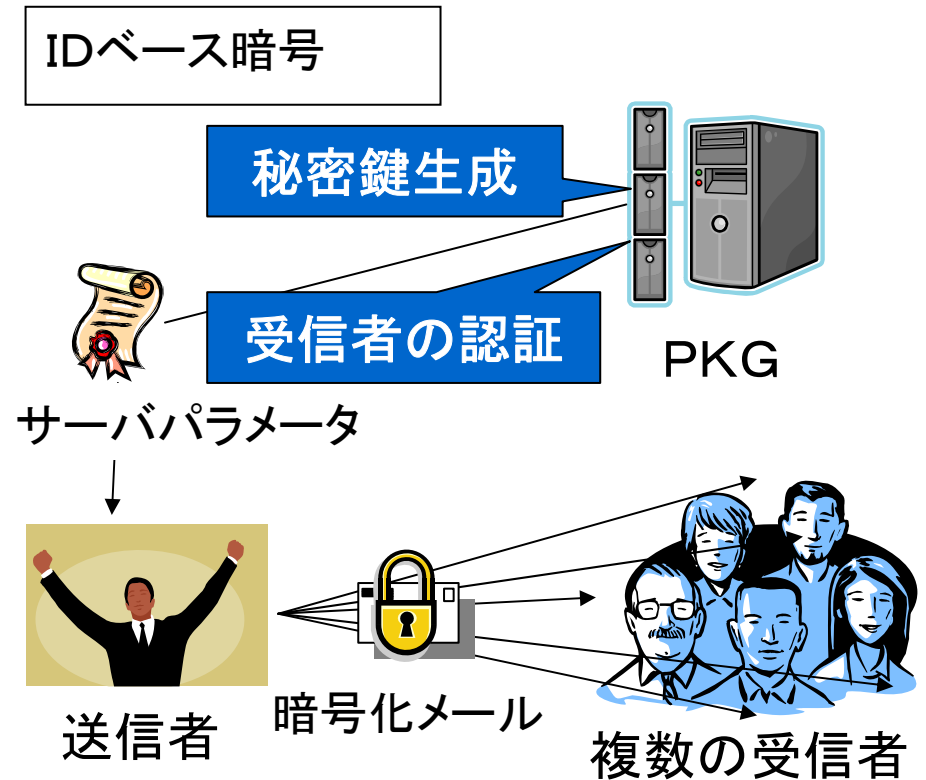 IDベース暗号
秘密鍵生成
受信者の認証
PKG
サーバパラメータ
暗号化メール
送信者
複数の受信者